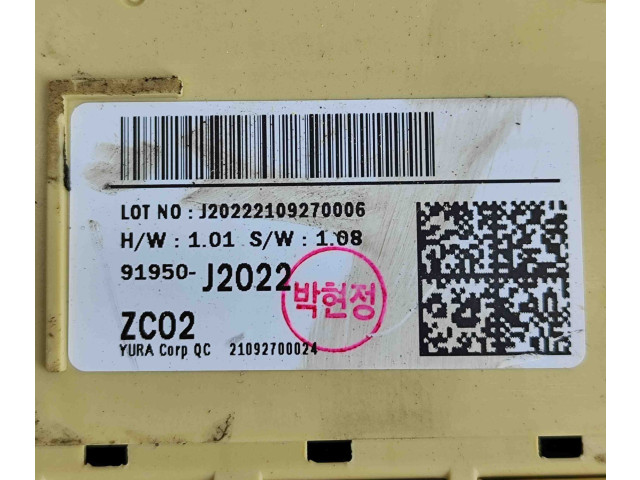 LOT NO : J20222109270006
H/W : 1.01 S/W : 1.08
91950-J2022
박현정
ZC02
YURA Corp QC 21092700024